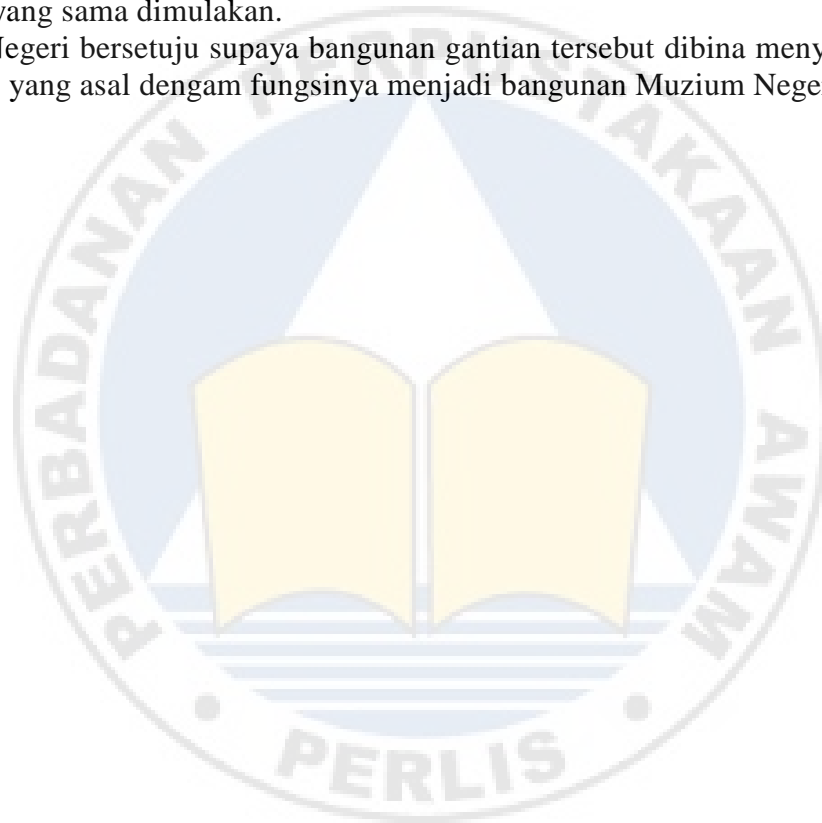 yang sama dimulakan.
Negeri bersetuju supaya bangunan gantian tersebut dibina meny
yang asal dengam fungsinya menjadi bangunan Muzium Nege
PERBADANAN PERPUSTAKAAN AWAM
PERLIS